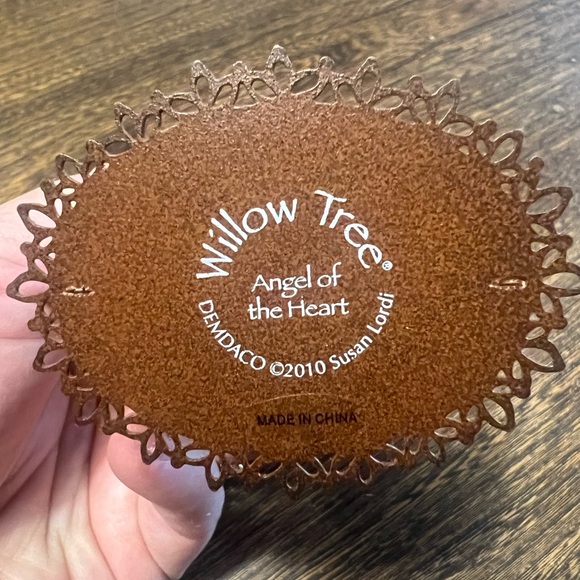 Willow Tree®
Angel of
the Heart
DEMDACO ©2010 Susan Lordi
MADE IN CHINA